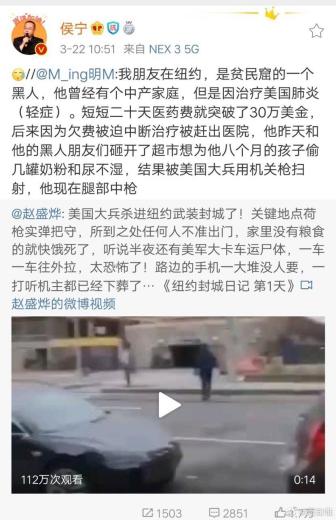 侯宁
3-22 10:51 来自 NEX 3 5G
//@M_ing明M:我朋友在纽约，是贫民窟的一个
黑人，他曾经有个中产家庭，但是因治疗美国肺炎
（轻症）。短短二十天医药费就突破了30万美金，
后来因为欠费被迫中断治疗被赶出医院，他昨天和
他的黑人朋友们砸开了超市想为他八个月的孩子偷
几罐奶粉和尿不湿，结果被美国大兵用机关枪扫
射，他现在腿部中枪
@赵盛烨: 美国大兵杀进纽约武装封城了！关键地点荷
枪实弹把守，所到之处任何人不准出门，家里没有粮食
的就快饿死了，听说半夜还有美军大卡车运尸体，一车
一车往外拉，太恐怖了！路边的手机一大堆没人要，一
打听机主都已经下葬了…《纽约封城日记 第1天》
赵盛烨的微博视频
112万次观看
0:14
1503
2851